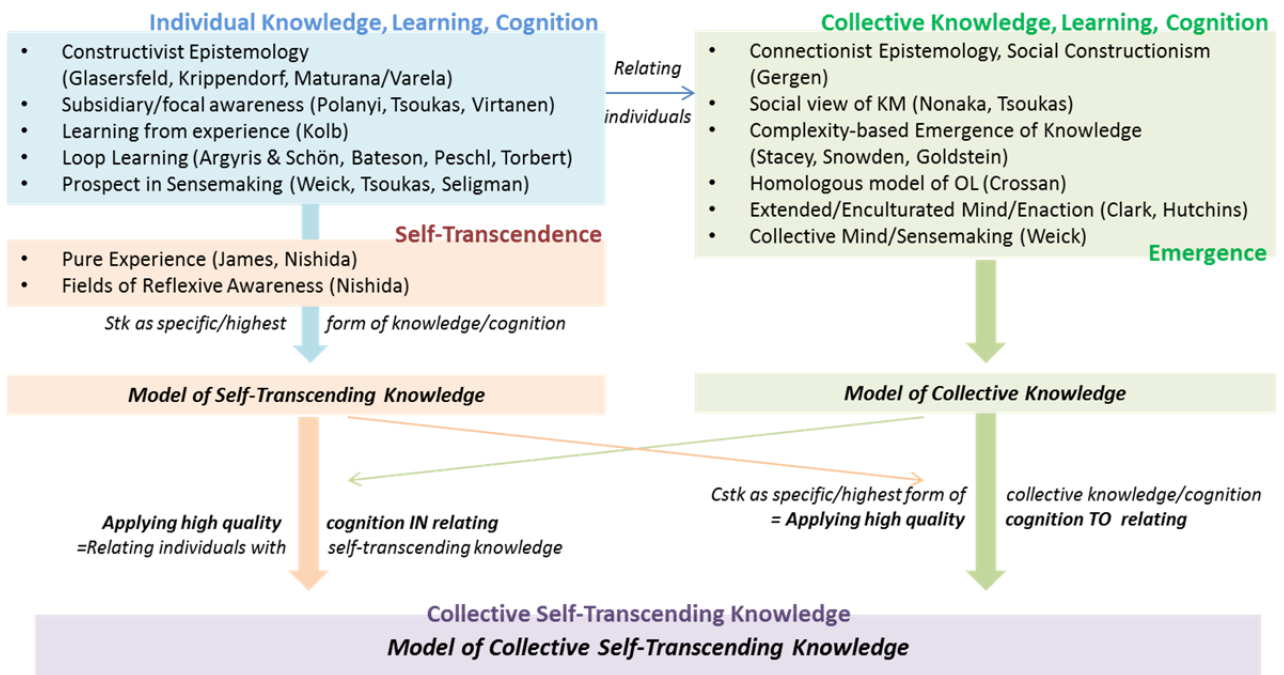 Individual Knowledge, Learning, Cognition
• Constructivist Epistemology
(Glasersfeld, Krippendorf, Maturana/Varela)
• Subsidiary/focal awareness (Polanyi, Tsoukas, Virtanen)
• Learning from experience (Kolb)
• Loop Learning (Argyris & Schön, Bateson, Peschl, Torbert)
• Prospect in Sensemaking (Weick, Tsoukas, Seligman)
Relating
individuals
Collective Knowledge, Learning, Cognition
• Connectionist Epistemology, Social Constructionism
(Gergen)
• Social view of KM (Nonaka, Tsoukas)
• Complexity-based Emergence of Knowledge
(Stacey, Snowden, Goldstein)
• Homologous model of OL (Crossan)
• Extended/Enculturated Mind/Enaction (Clark, Hutchins)
• Collective Mind/Sensemaking (Weick)
Emergence
Self-Transcendence
• Pure Experience (James, Nishida)
• Fields of Reflexive Awareness (Nishida)
Stk as specific/highest form of knowledge/cognition
Model of Self-Transcending Knowledge
Model of Collective Knowledge
Applying high quality cognition IN relating
=Relating individuals with self-transcending knowledge
Cstk as specific/highest form of collective knowledge/cognition
= Applying high quality cognition TO relating
Collective Self-Transcending Knowledge
Model of Collective Self-Transcending Knowledge